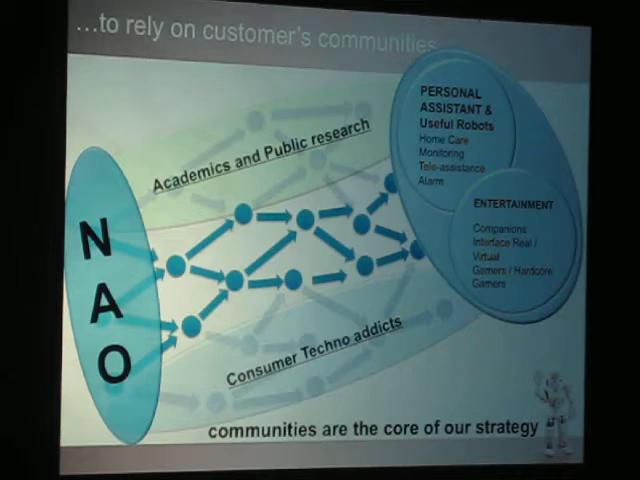 ...to rely on customer's communities
PERSONAL
ASSISTANT &
Useful Robots
Home Care
Monitoring
Tele-assistance
Alarm
Academics and Public research
ENTERTAINMENT
Companions
Interface Real /
Virtual
Gamers / Hardcore
Gamers
N
A
O
Consumer Techno addicts
communities are the core of our strategy